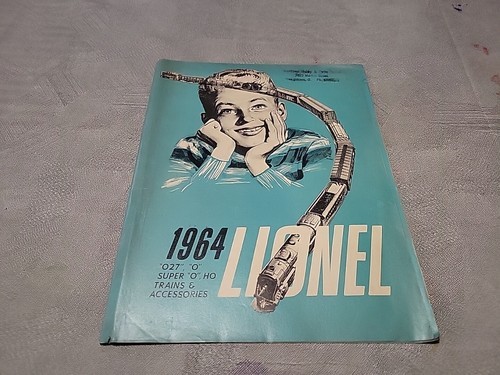 1964 LIONEL
"027", "O"
SUPER "O", HO
TRAINS &
ACCESSORIES